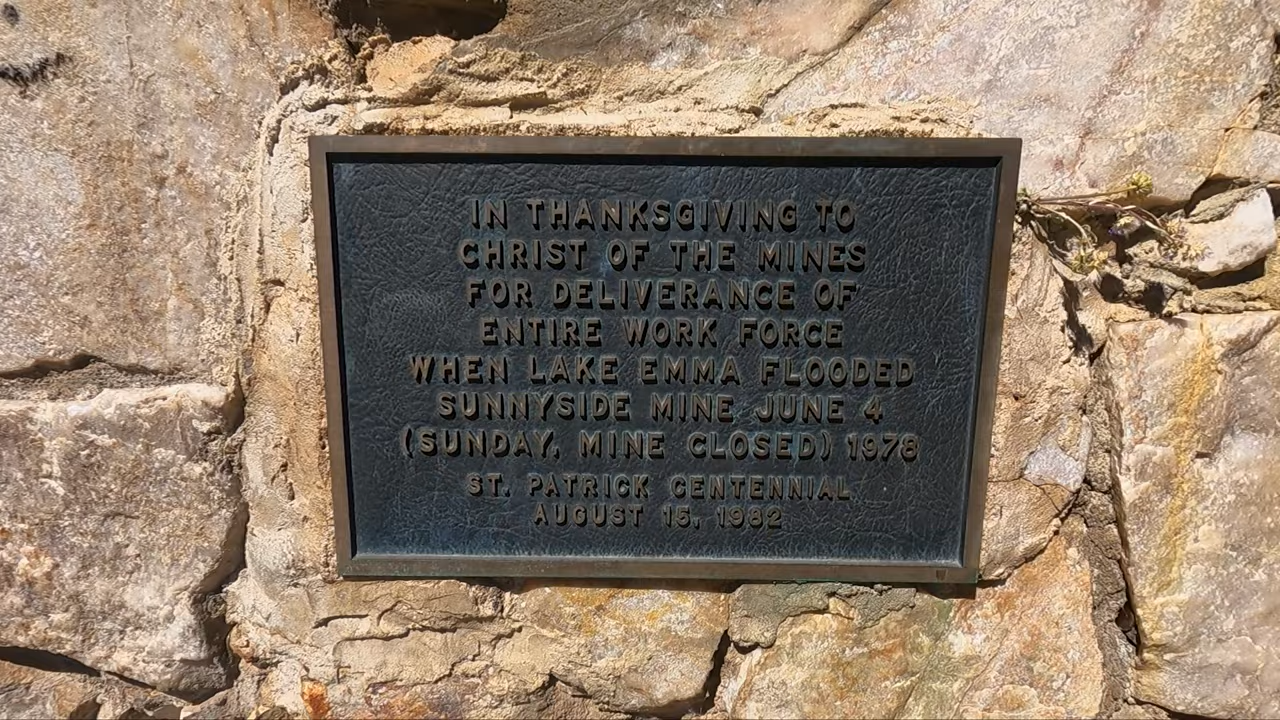 IN THANKSGIVING TO
CHRIST OF THE MINES
FOR DELIVERANCE OF
ENTIRE WORK FORCE
WHEN LAKE EMMA FLOODED
SUNNYSIDE MINE JUNE 4
(SUNDAY, MINE CLOSED) 1978
ST. PATRICK CENTENNIAL
AUGUST 15, 1982